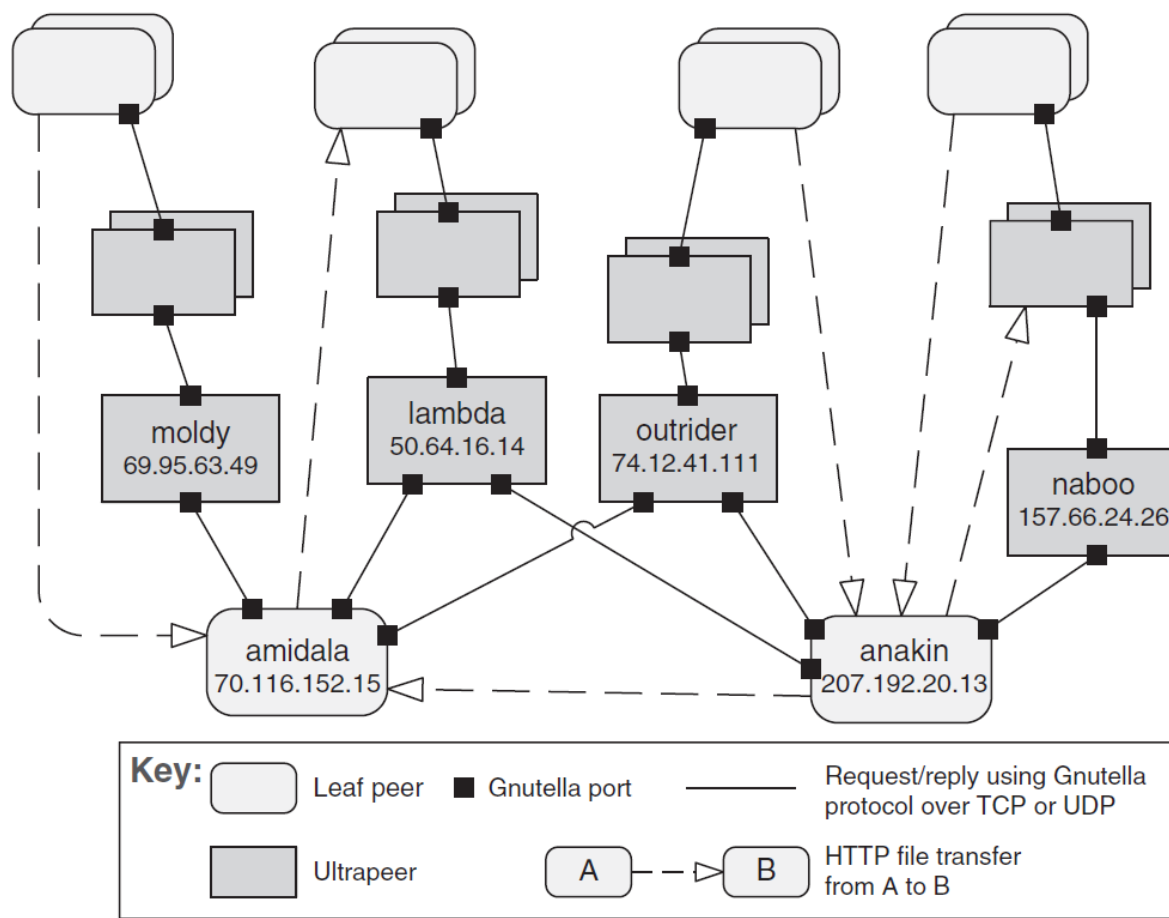 moldy
69.95.63.49
lambda
50.64.16.14
outrider
74.12.41.111
naboo
157.66.24.26
amidala
70.116.152.15
anakin
207.192.20.13
Key:
Leaf peer
Gnutella port
Request/reply using Gnutella
protocol over TCP or UDP
Ultrapeer
A
B
HTTP file transfer
from A to B